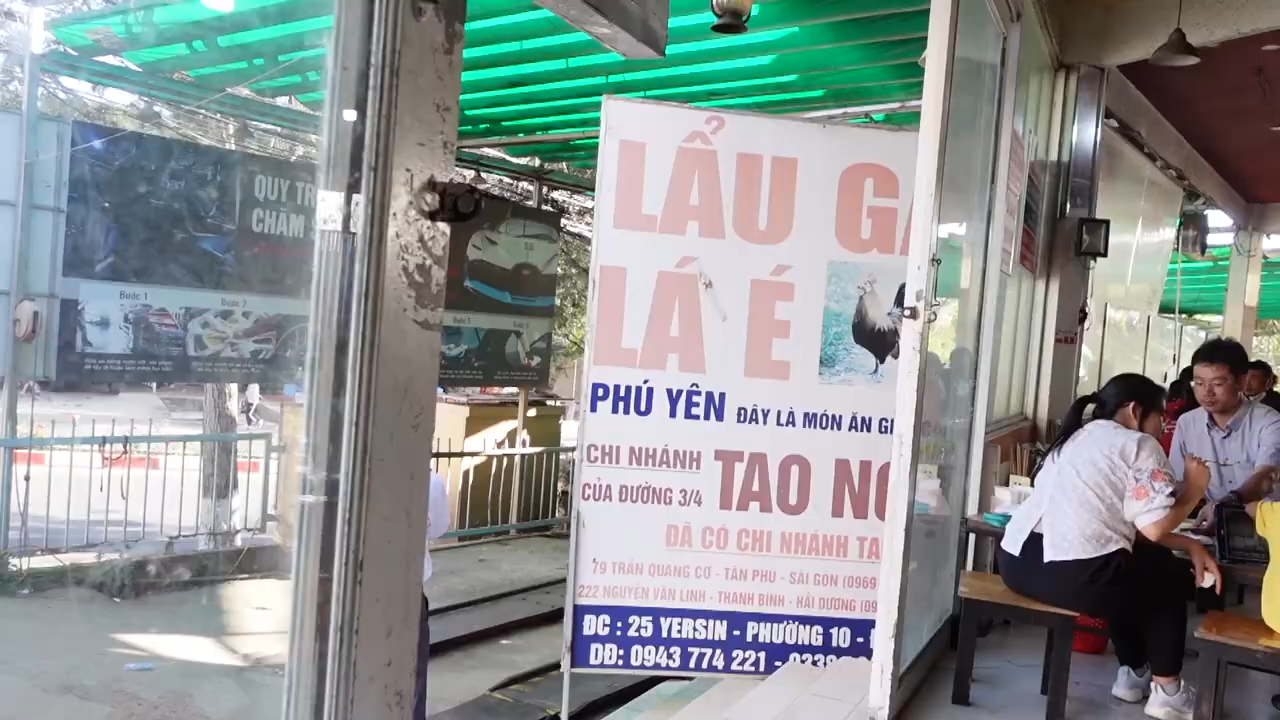 QUY TR
CHĂM S
Bước 1
Bước 2
LẨU GÀ
LÁ É
PHÚ YÊN ĐÂY LÀ MÓN ĂN GI
CHI NHÁNH
CỦA ĐƯỜNG 3/4
TAO NG
ĐÃ CÓ CHI NHÁNH TẠ
79 TRẦN QUANG CƠ - TÂN PHÚ - SÀI GÒN (0969
222 NGUYỄN VĂN LINH - THANH BÌNH - HẢI DƯƠNG (09
ĐC : 25 YERSIN - PHƯỜNG 10 -
DĐ: 0943 774 221 -